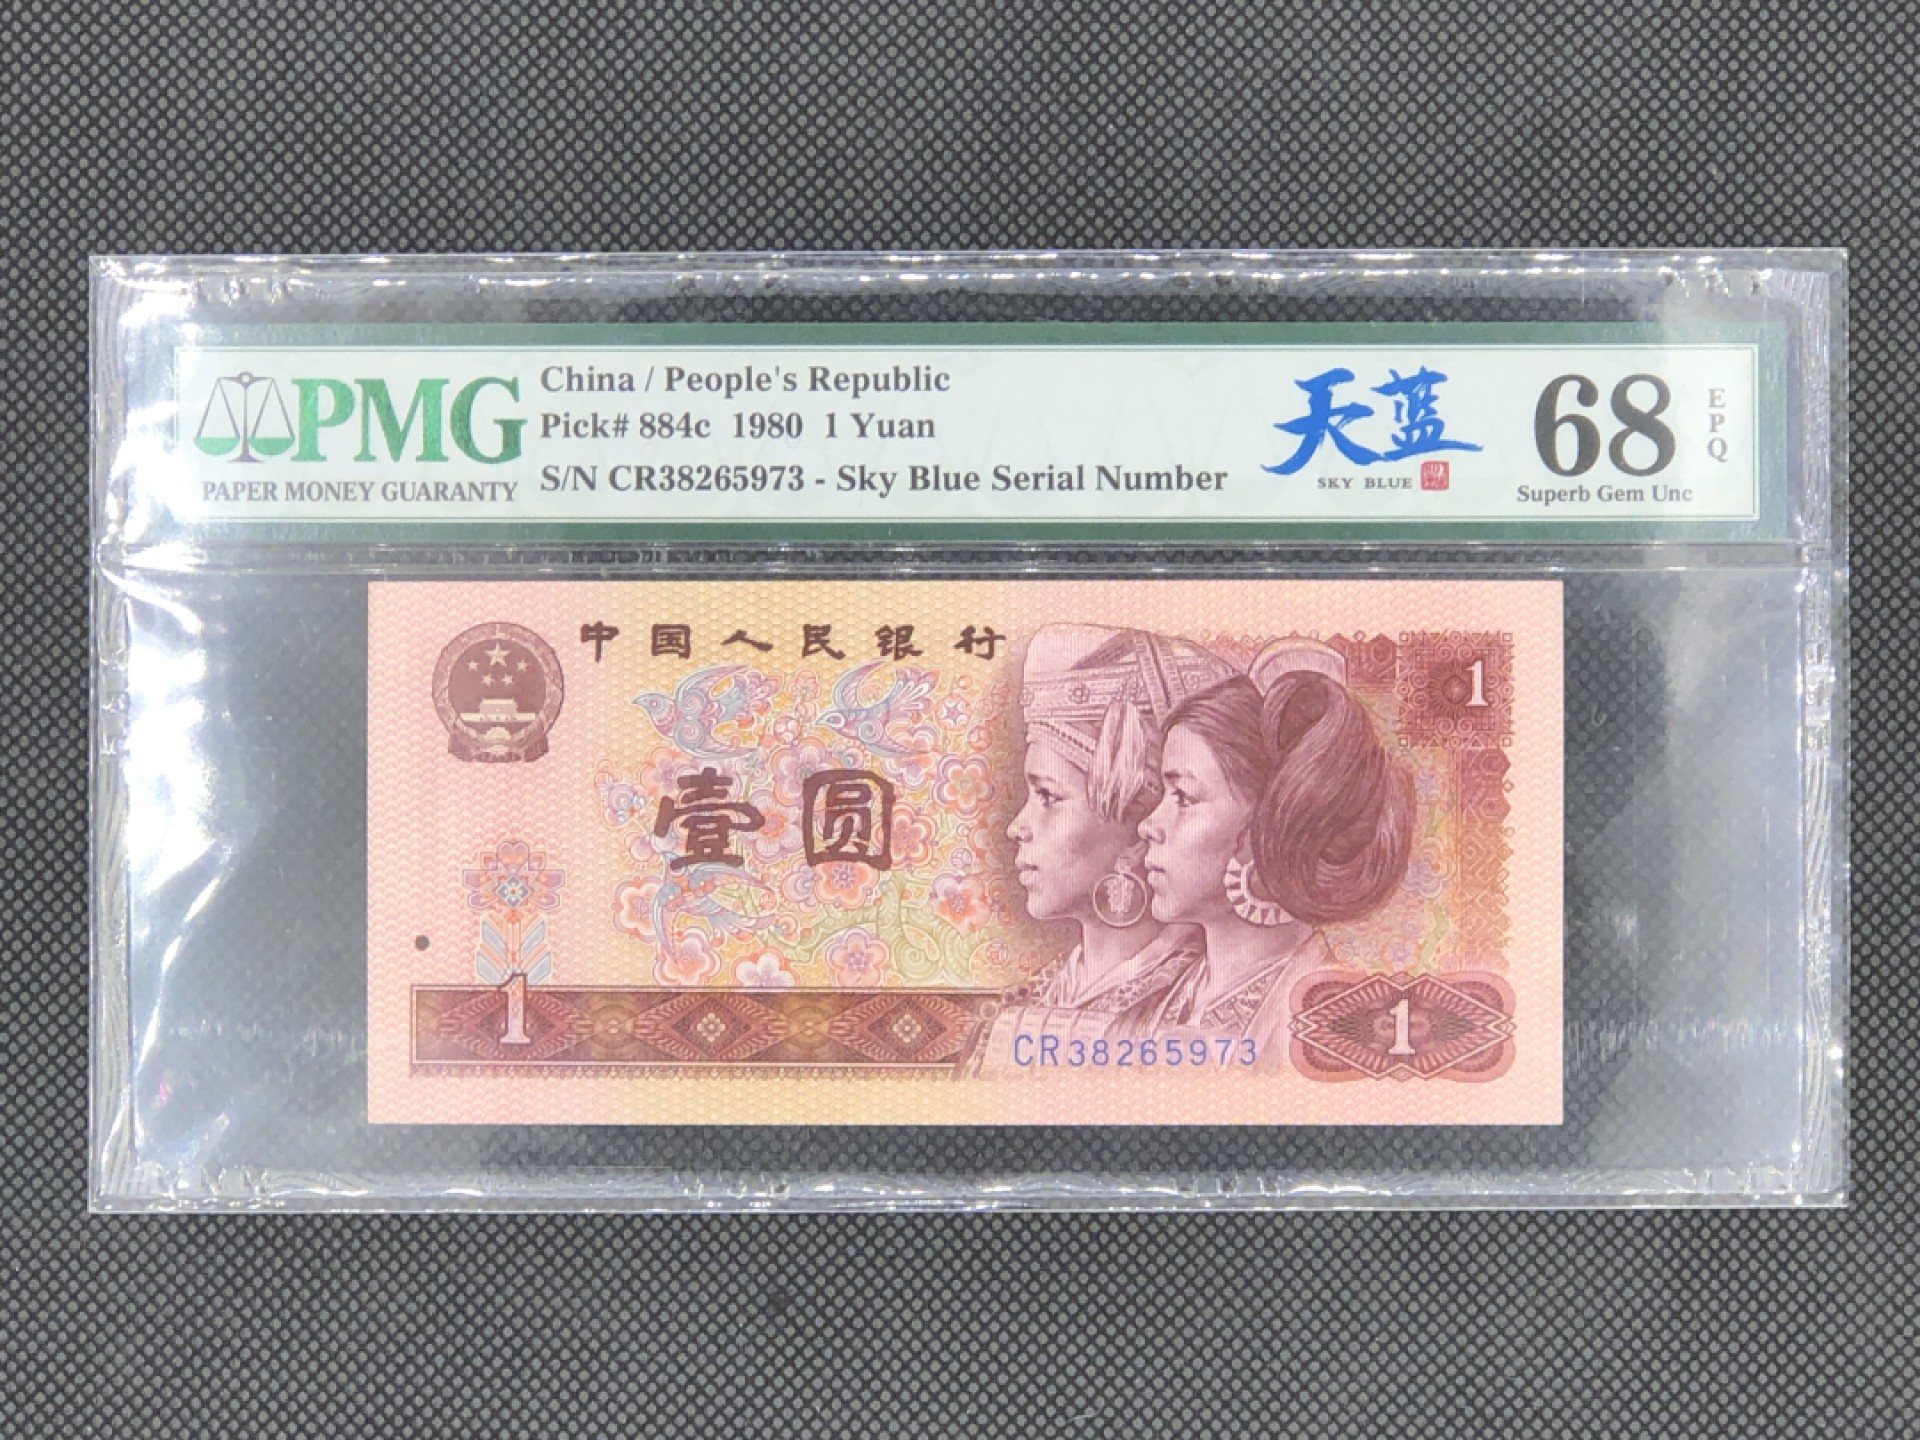 PMG
PAPER MONEY GUARANTY
China / People's Republic
Pick# 884c 1980 1 Yuan
S/N CR38265973 - Sky Blue Serial Number
天蓝
SKY BLUE
68
EPQ
Superb Gem Unc
中国人民银行
1
壹圆
1
CR38265973
1